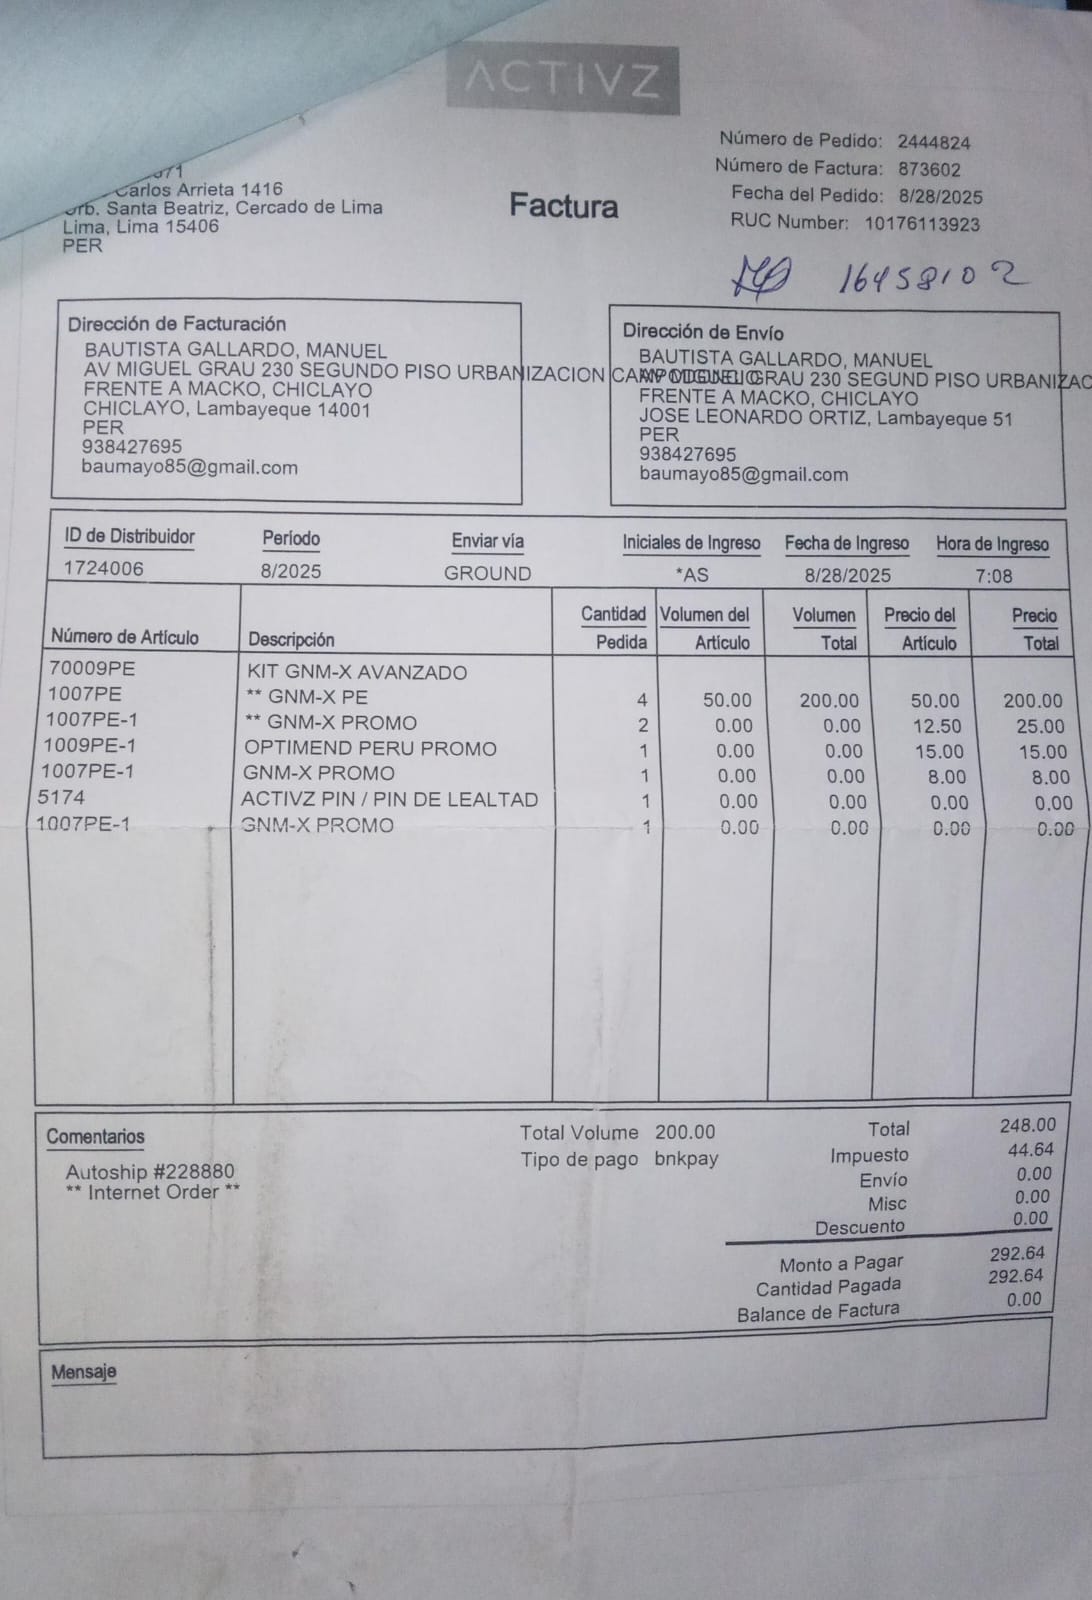 ACTIVZ
Número de Pedido: 2444824
Número de Factura: 873602
Fecha del Pedido: 8/28/2025
RUC Number: 10176113923
Carlos Arrieta 1416
Urb. Santa Beatriz, Cercado de Lima
Lima, Lima 15406
PER
Factura
16458102
Dirección de Facturación
BAUTISTA GALLARDO, MANUEL
AV MIGUEL GRAU 230 SEGUNDO PISO URBANIZACION
FRENTE A MACKO, CHICLAYO
CHICLAYO, Lambayeque 14001
PER
938427695
baumayo85@gmail.com
Dirección de Envío
BAUTISTA GALLARDO, MANUEL
GRAU 230 SEGUND PISO URBANIZAC
FRENTE A MACKO, CHICLAYO
JOSE LEONARDO ORTIZ, Lambayeque 51
PER
938427695
baumayo85@gmail.com
ID de Distribuidor Período Enviar vía Iniciales de Ingreso Fecha de Ingreso Hora de Ingreso
1724006 8/2025 GROUND *AS 8/28/2025 7:08
Número de Artículo Descripción Cantidad Pedida Volumen del Artículo Volumen Total Precio del Artículo Precio Total
70009PE KIT GNM-X AVANZADO
1007PE ** GNM-X PE 4 50.00 200.00 50.00 200.00
1007PE-1 ** GNM-X PROMO 2 0.00 0.00 12.50 25.00
1009PE-1 OPTIMEND PERU PROMO 1 0.00 0.00 15.00 15.00
1007PE-1 GNM-X PROMO 1 0.00 0.00 8.00 8.00
5174 ACTIVZ PIN / PIN DE LEALTAD 1 0.00 0.00 0.00 0.00
1007PE-1 GNM-X PROMO 1 0.00 0.00 0.00 0.00
Comentarios
Autoship #228880
** Internet Order **
Total Volume 200.00
Tipo de pago bnkpay
Total 248.00
Impuesto 44.64
Envío 0.00
Misc 0.00
Descuento 0.00
Monto a Pagar 292.64
Cantidad Pagada 292.64
Balance de Factura 0.00
Mensaje